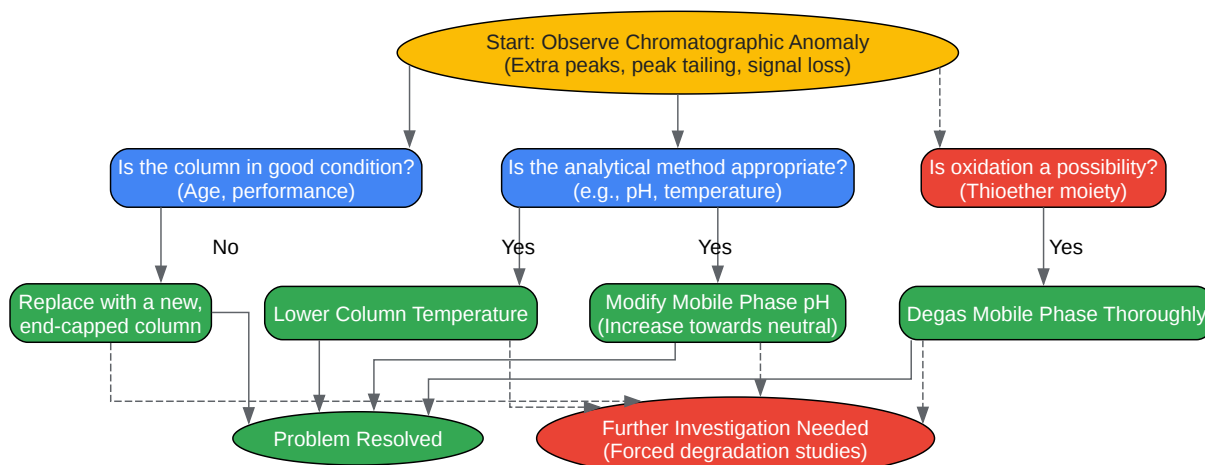 Start: Observe Chromatographic Anomaly
(Extra peaks, peak tailing, signal loss)
Is the column in good condition?
(Age, performance)
Is the analytical method appropriate?
(e.g., pH, temperature)
Is oxidation a possibility?
(Thioether moiety)
No
Yes
Yes
Yes
Replace with a new,
end-capped column
Lower Column Temperature
Modify Mobile Phase pH
(Increase towards neutral)
Degas Mobile Phase Thoroughly
Problem Resolved
Further Investigation Needed
(Forced degradation studies)